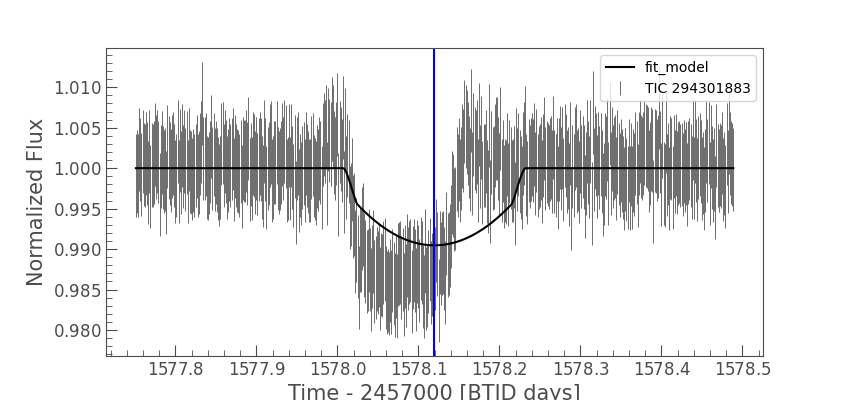 fit_model
TIC 294301883
1.010
1.005
1.000
0.995
0.990
0.985
0.980
Normalized Flux
1577.8 1577.9 1578.0 1578.1 1578.2 1578.3 1578.4 1578.5
Time - 2457000 [BTJD days]